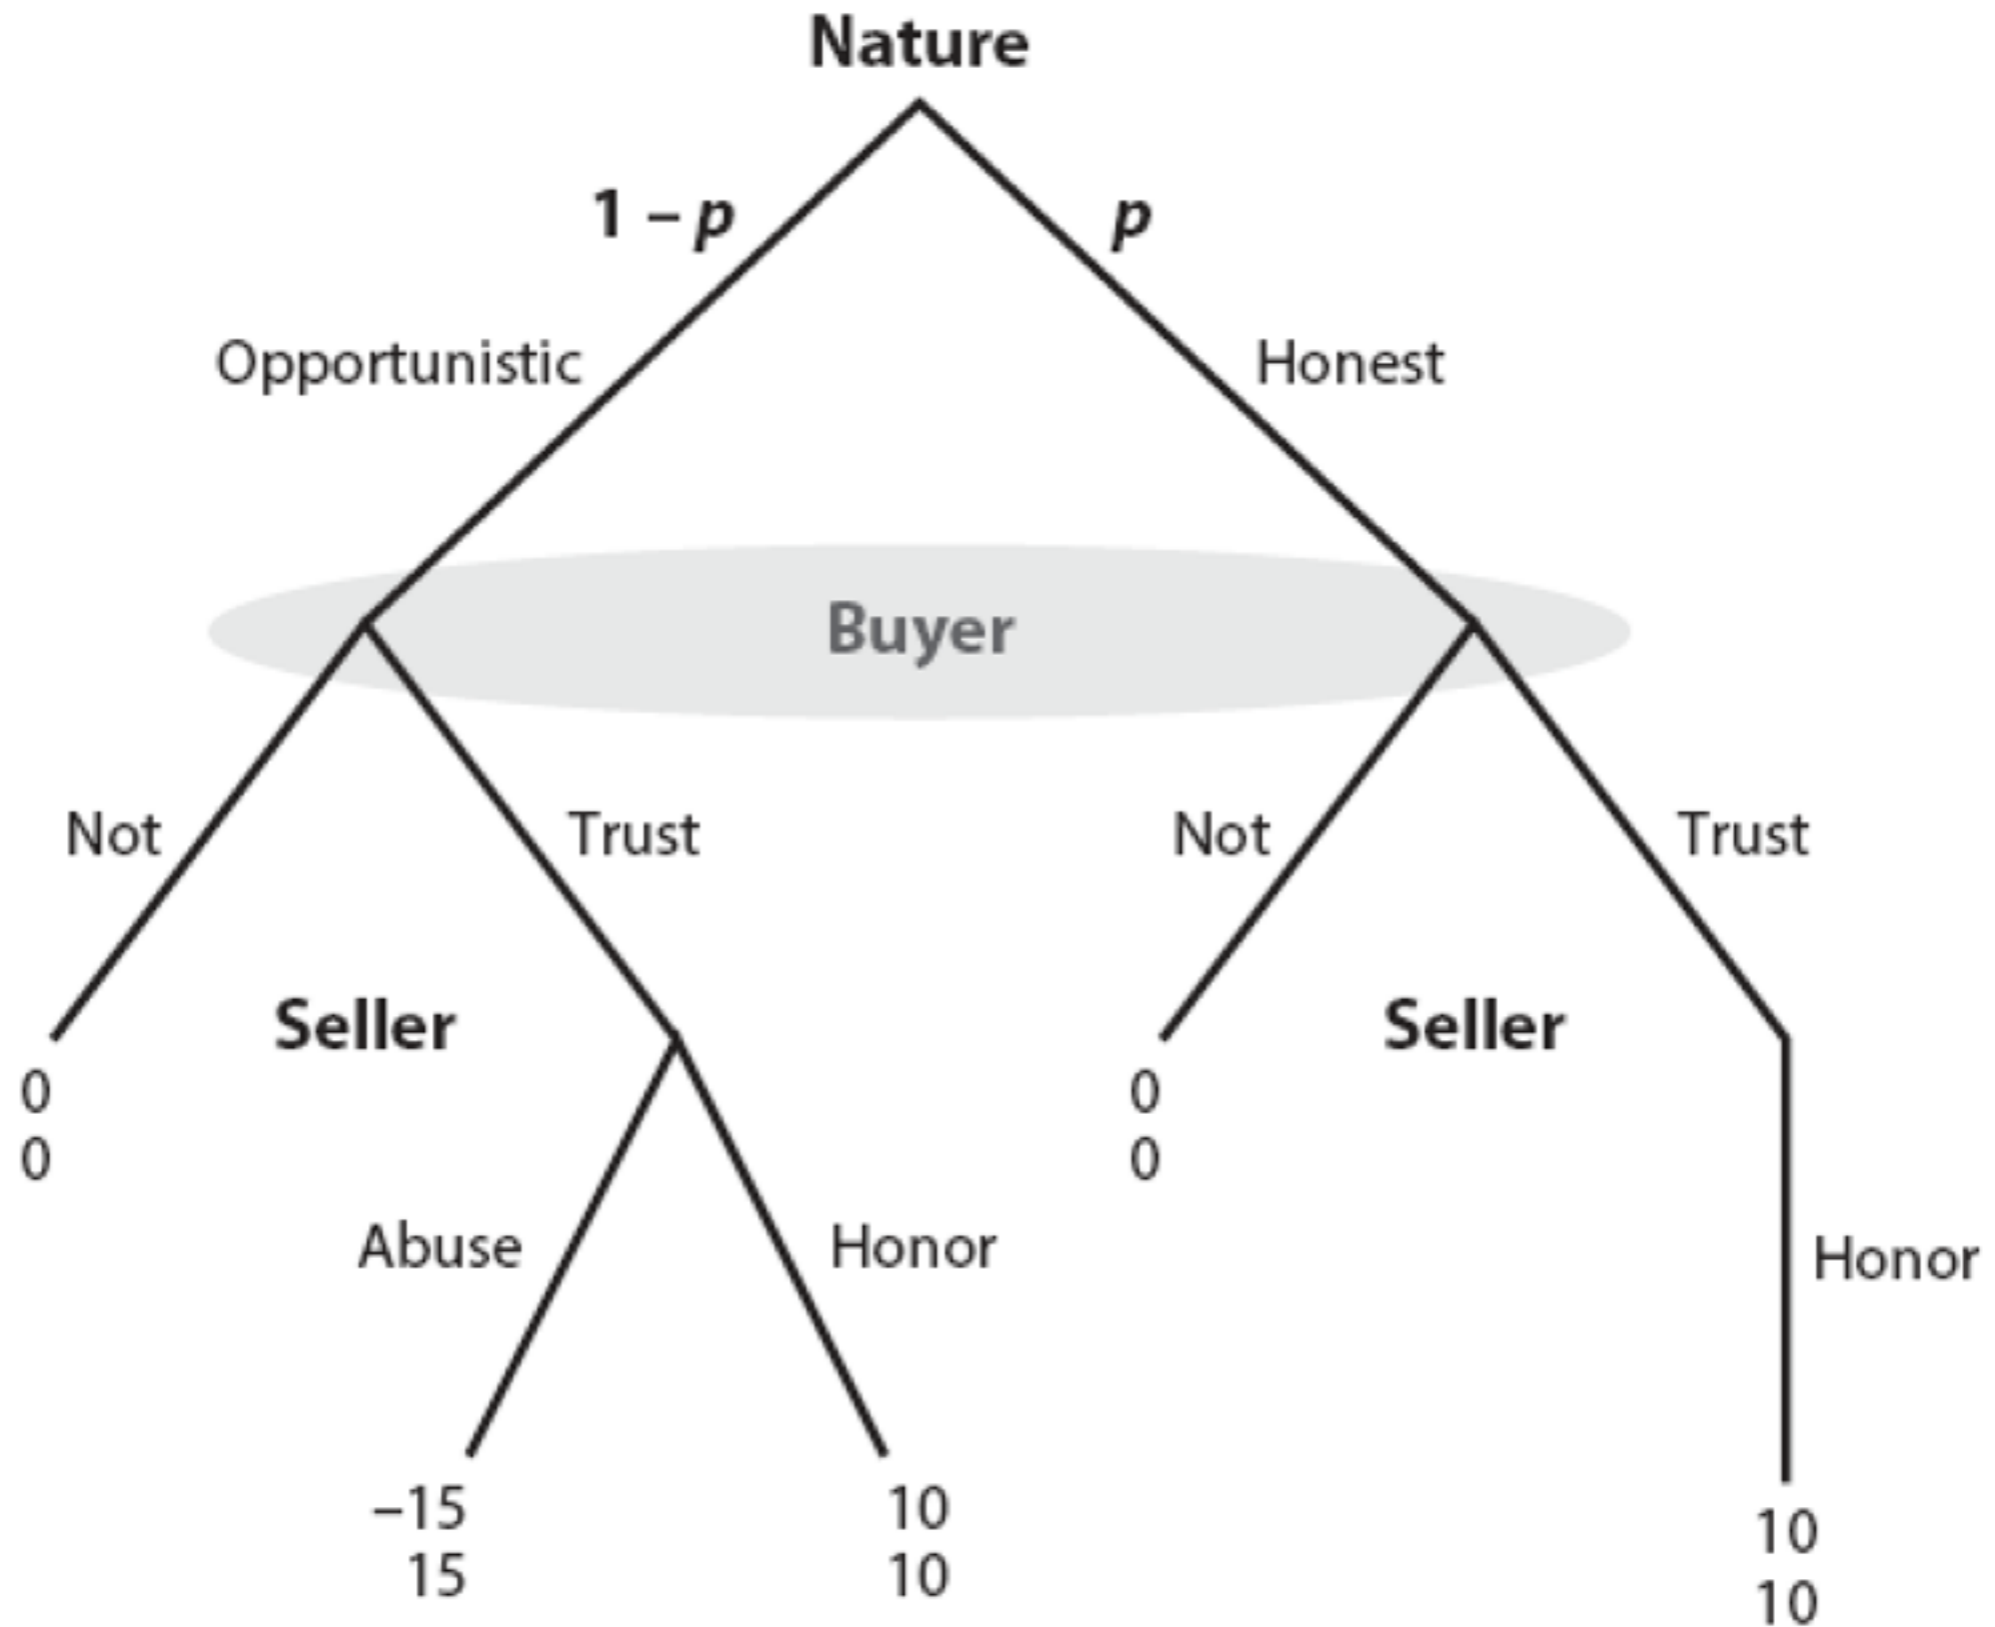 Nature
1 – p
p
Opportunistic
Honest
Buyer
Not
Trust
Not
Trust
Seller
Seller
0
0
0
0
Abuse
Honor
Honor
–15
10
10
15
10
10